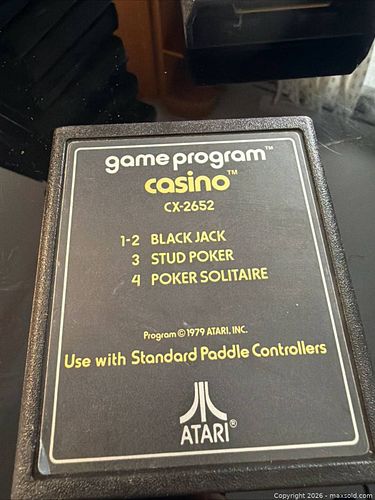 game program™
casino™
CX-2652
1-2 BLACK JACK
3 STUD POKER
4 POKER SOLITAIRE
Program © 1979 ATARI, INC.
Use with Standard Paddle Controllers
ATARI®
Copyright 2026 - maxsold.com